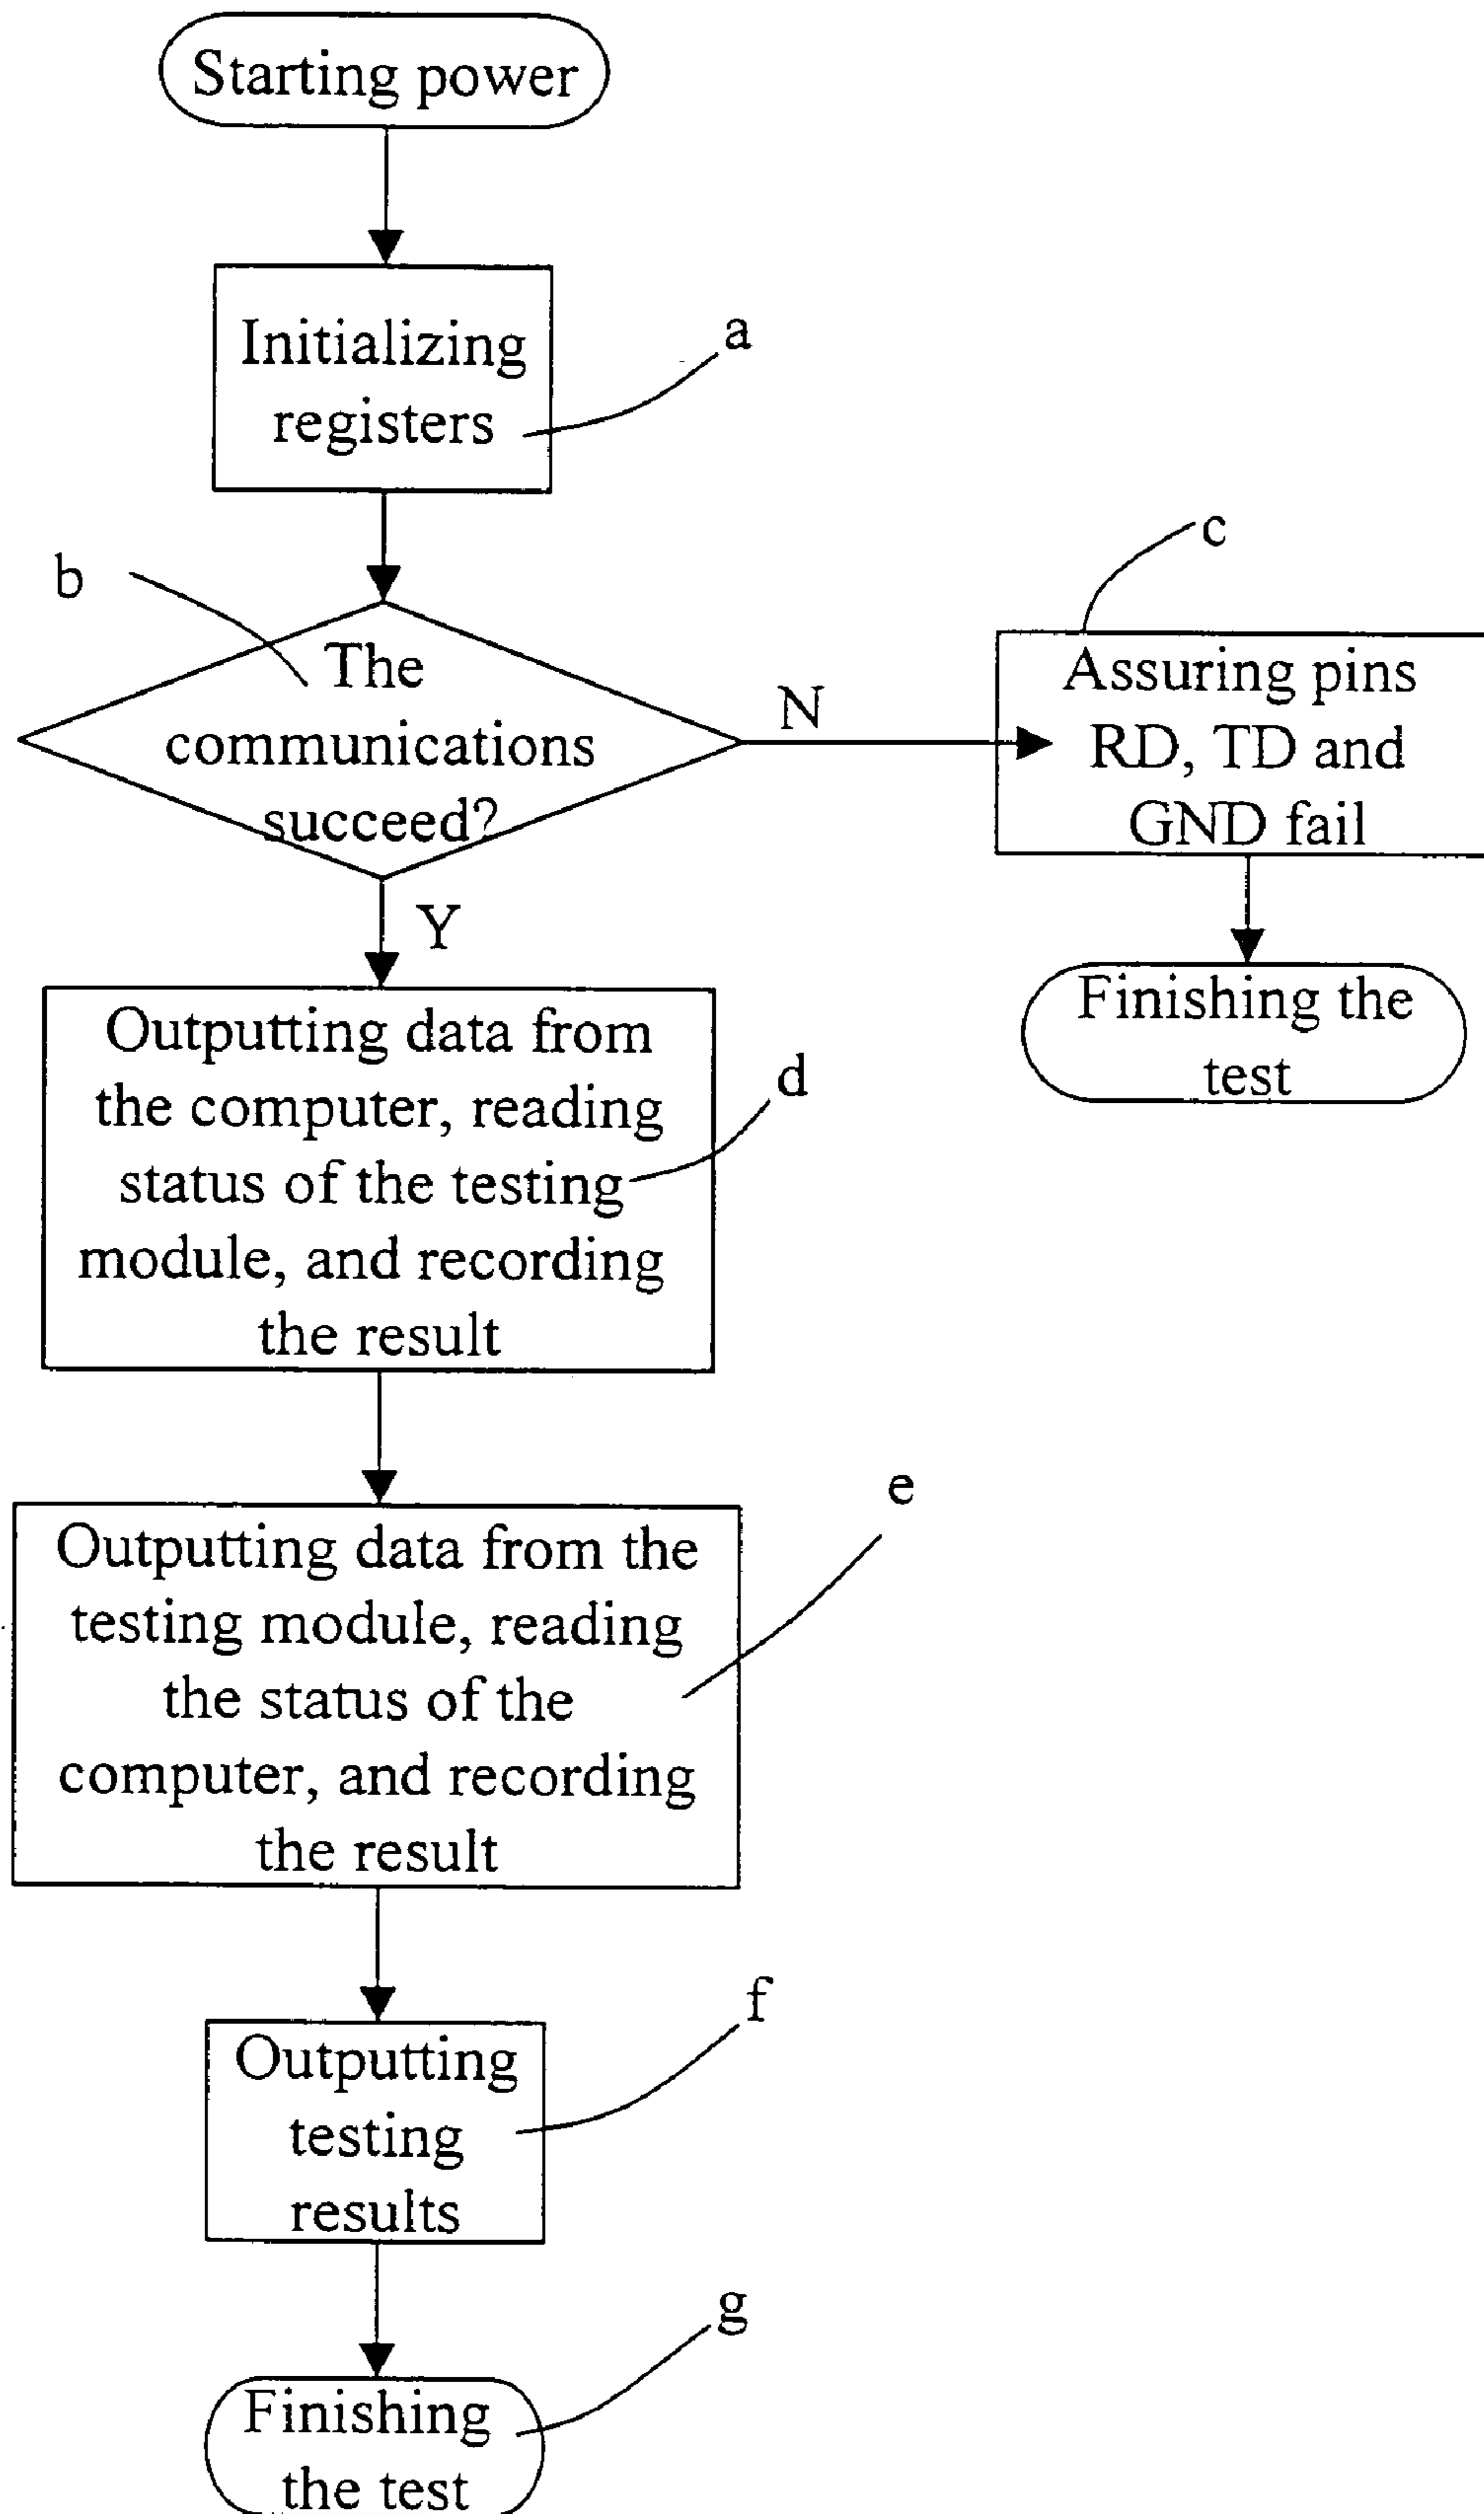 Starting power
Initializing
registers
a
b
The
communications
succeed?
N
c
Assuring pins
RD, TD and
GND fail
Finishing the
test
Y
Outputting data from
the computer, reading
status of the testing
module, and recording
the result
d
Outputting data from the
testing module, reading
the status of the
computer, and recording
the result
e
Outputting
testing
results
f
Finishing
the test
g